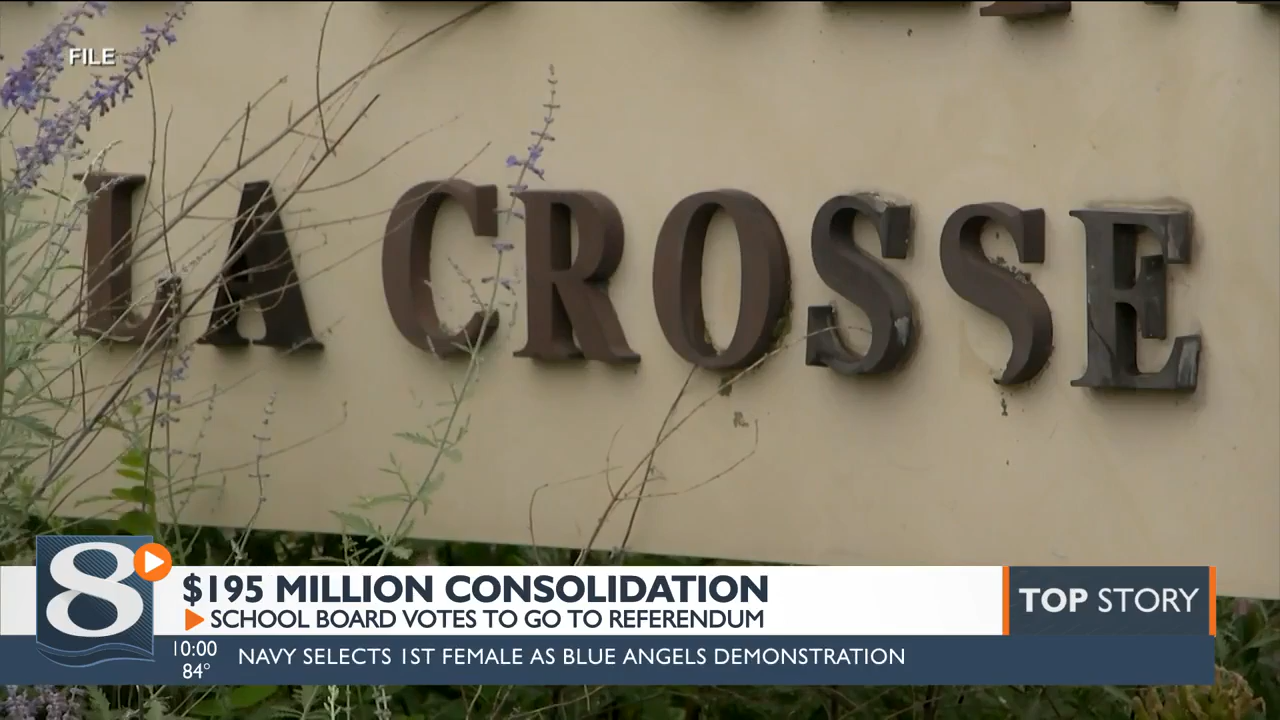 FILE
LA CROSSE
8
$195 MILLION CONSOLIDATION
SCHOOL BOARD VOTES TO GO TO REFERENDUM
TOP STORY
10:00
84°
NAVY SELECTS 1ST FEMALE AS BLUE ANGELS DEMONSTRATION